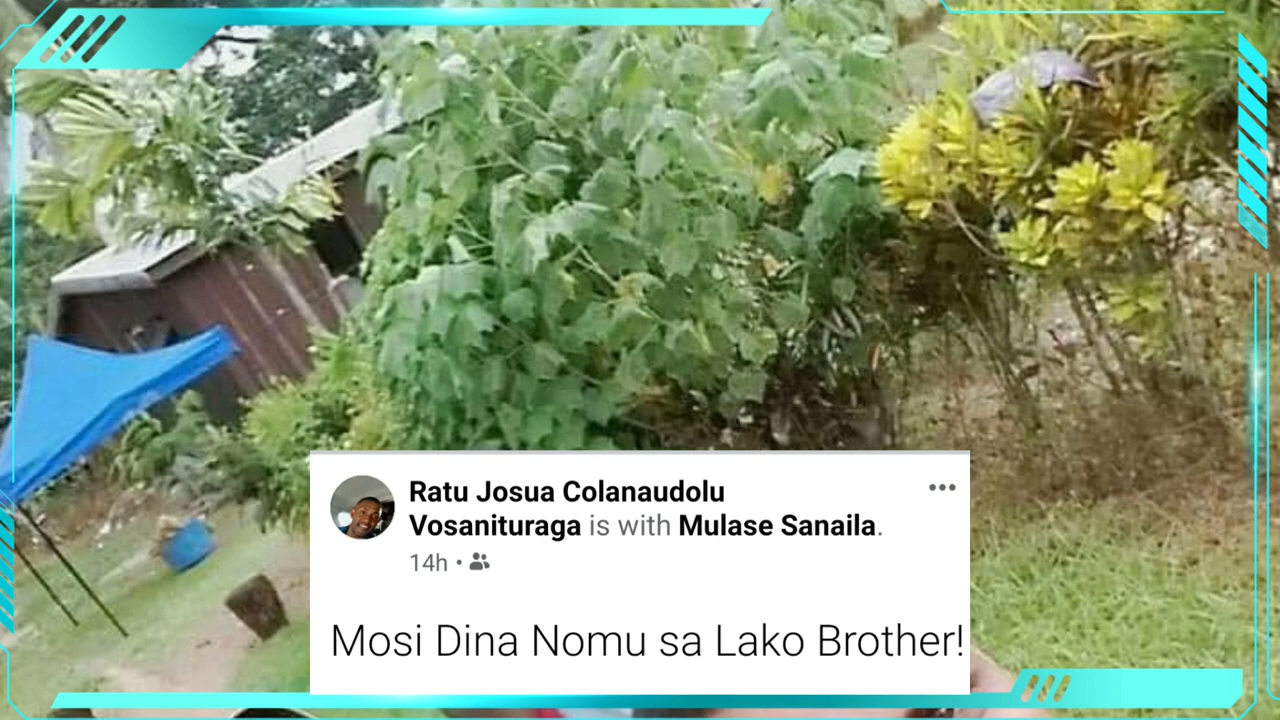 Ratu Josua Colanaudolu
Vosanituraga is with Mulase Sanaila.
14h •
Mosi Dina Nomu sa Lako Brother!